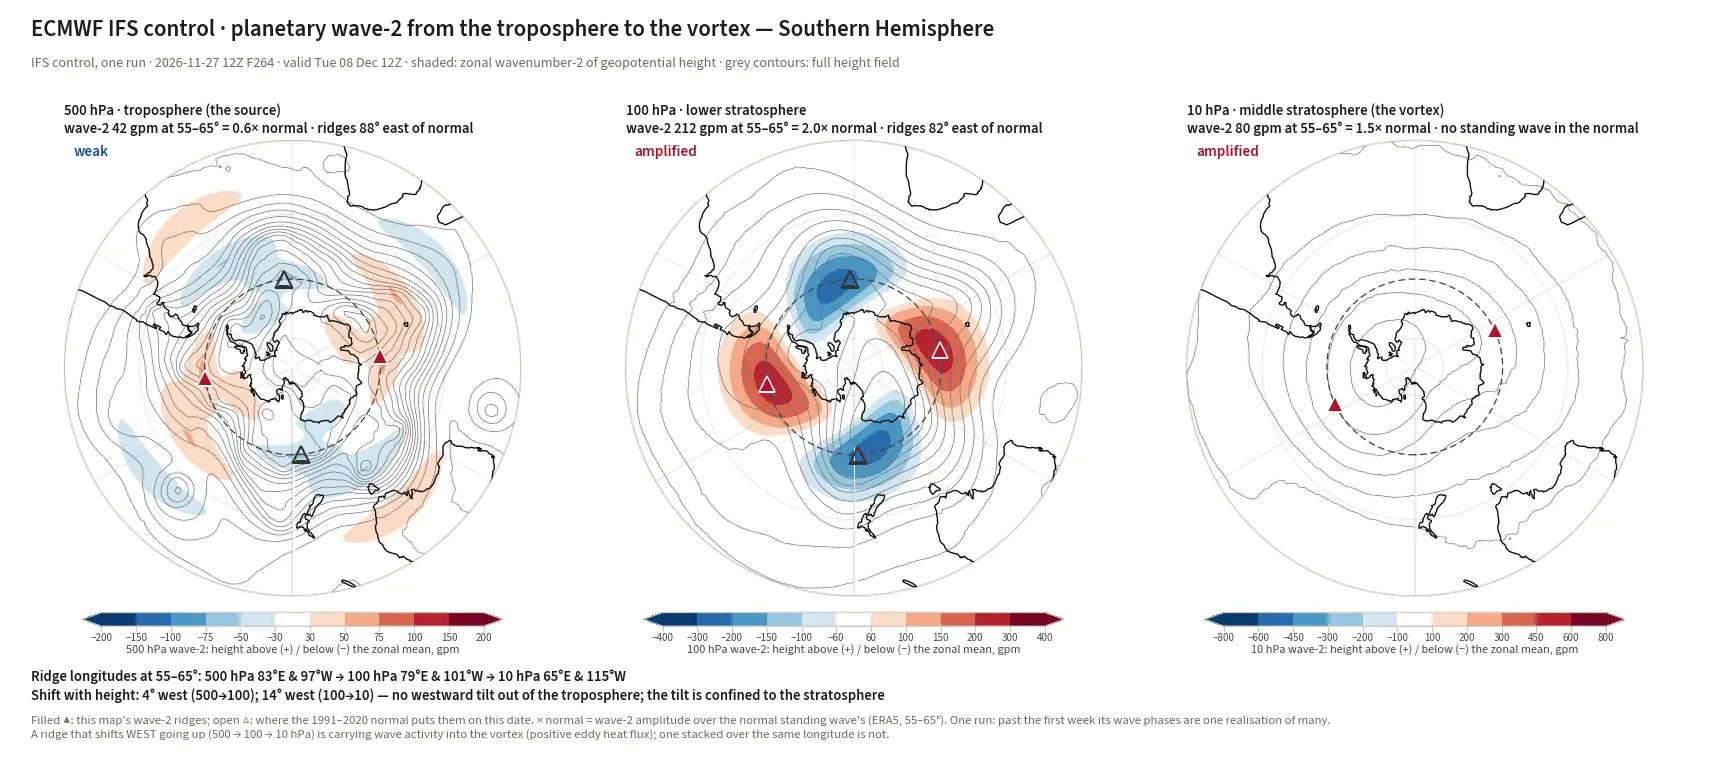 ECMWF IFS control · planetary wave-2 from the troposphere to the vortex — Southern Hemisphere
IFS control, one run · 2026-11-27 12Z F264 · valid Tue 08 Dec 12Z · shaded: zonal wavenumber-2 of geopotential height · grey contours: full height field
500 hPa · troposphere (the source)
wave-2 42 gpm at 55–65° = 0.6× normal · ridges 88° east of normal
weak
100 hPa · lower stratosphere
wave-2 212 gpm at 55–65° = 2.0× normal · ridges 82° east of normal
amplified
10 hPa · middle stratosphere (the vortex)
wave-2 80 gpm at 55–65° = 1.5× normal · no standing wave in the normal
amplified
−200 −150 −100 −75 −50 −30 30 50 75 100 150 200
500 hPa wave-2: height above (+) / below (−) the zonal mean, gpm
−400 −300 −200 −150 −100 −60 60 100 150 200 300 400
100 hPa wave-2: height above (+) / below (−) the zonal mean, gpm
−800 −600 −450 −300 −200 −100 100 200 300 450 600 800
10 hPa wave-2: height above (+) / below (−) the zonal mean, gpm
Ridge longitudes at 55–65°: 500 hPa 83°E & 97°W → 100 hPa 79°E & 101°W → 10 hPa 65°E & 115°W
Shift with height: 4° west (500→100); 14° west (100→10) — no westward tilt out of the troposphere; the tilt is confined to the stratosphere
Filled ▲: this map's wave-2 ridges; open △: where the 1991–2020 normal puts them on this date. × normal = wave-2 amplitude over the normal standing wave's (ERA5, 55–65°). One run: past the first week its wave phases are one realisation of many.
A ridge that shifts WEST going up (500 → 100 → 10 hPa) is carrying wave activity into the vortex (positive eddy heat flux); one stacked over the same longitude is not.